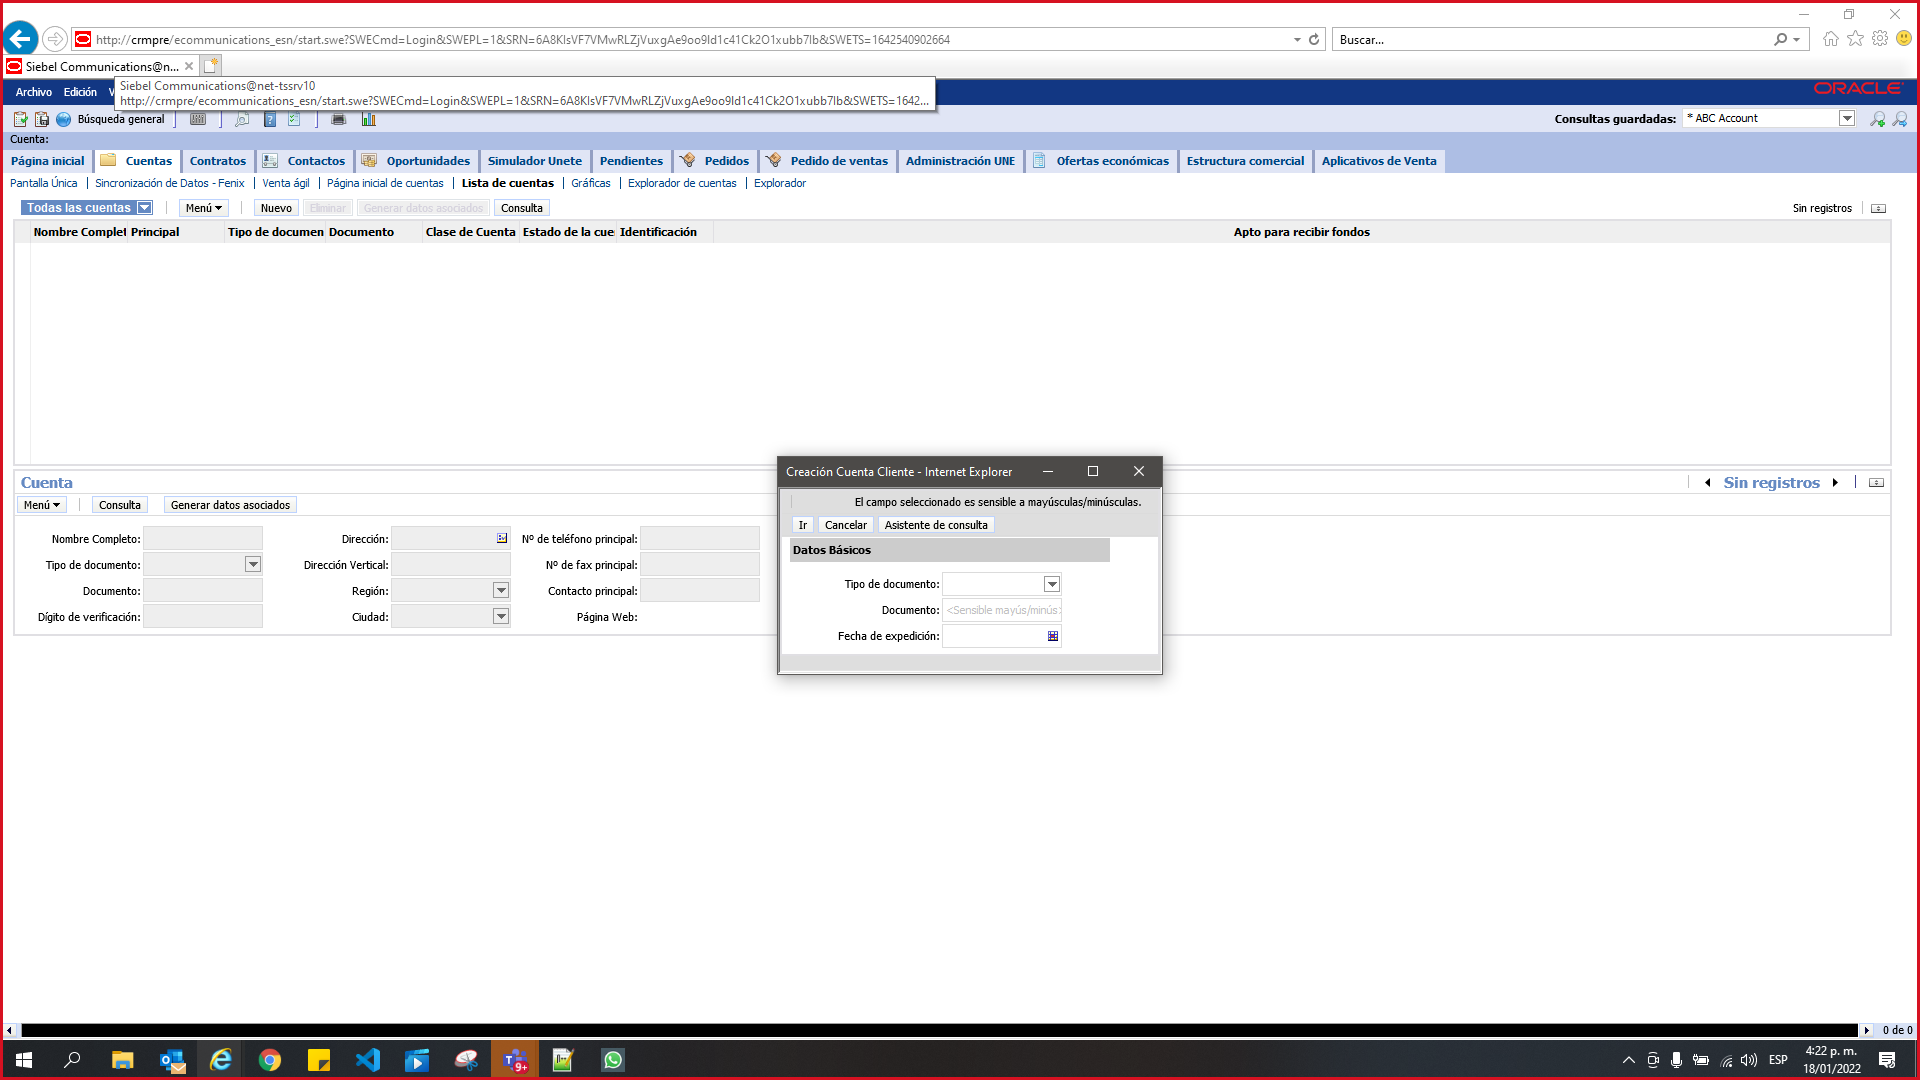 http://crmpre/ecommunications_esn/start.swe?SWECmd=Login&SWEPL=1&SRN=6A8KlsVF7VMwRLZjVuxgAe9oo9Id1c41Ck2O1xubb7Ib&SWETS=1642540902664
Buscar...
Siebel Communications@n...
Siebel Communications@net-tssrv10
http://crmpre/ecommunications_esn/start.swe?SWECmd=Login&SWEPL=1&SRN=6A8KlsVF7VMwRLZjVuxgAe9oo9Id1c41Ck2O1xubb7Ib&SWETS=1642...
Archivo Edición
ORACLE
Búsqueda general
Consultas guardadas: * ABC Account
Cuenta:
Página inicial Cuentas Contratos Contactos Oportunidades Simulador Unete Pendientes Pedidos Pedido de ventas Administración UNE Ofertas económicas Estructura comercial Aplicativos de Venta
Pantalla Única Sincronización de Datos - Fenix Venta ágil Página inicial de cuentas Lista de cuentas Gráficas Explorador de cuentas Explorador
Todas las cuentas Menú Nuevo Eliminar Generar datos asociados Consulta Sin registros
Nombre Complet Principal Tipo de documen Documento Clase de Cuenta Estado de la cue Identificación Apto para recibir fondos
Creación Cuenta Cliente - Internet Explorer
El campo seleccionado es sensible a mayúsculas/minúsculas.
Ir Cancelar Asistente de consulta
Datos Básicos
Tipo de documento:
Documento: <Sensible mayús/minús
Fecha de expedición:
Cuenta
Sin registros
Menú Consulta Generar datos asociados
Nombre Completo: Dirección: Nº de teléfono principal:
Tipo de documento: Dirección Vertical: Nº de fax principal:
Documento: Región: Contacto principal:
Dígito de verificación: Ciudad: Página Web:
0 de 0
9+
ESP
4:22 p. m.
18/01/2022